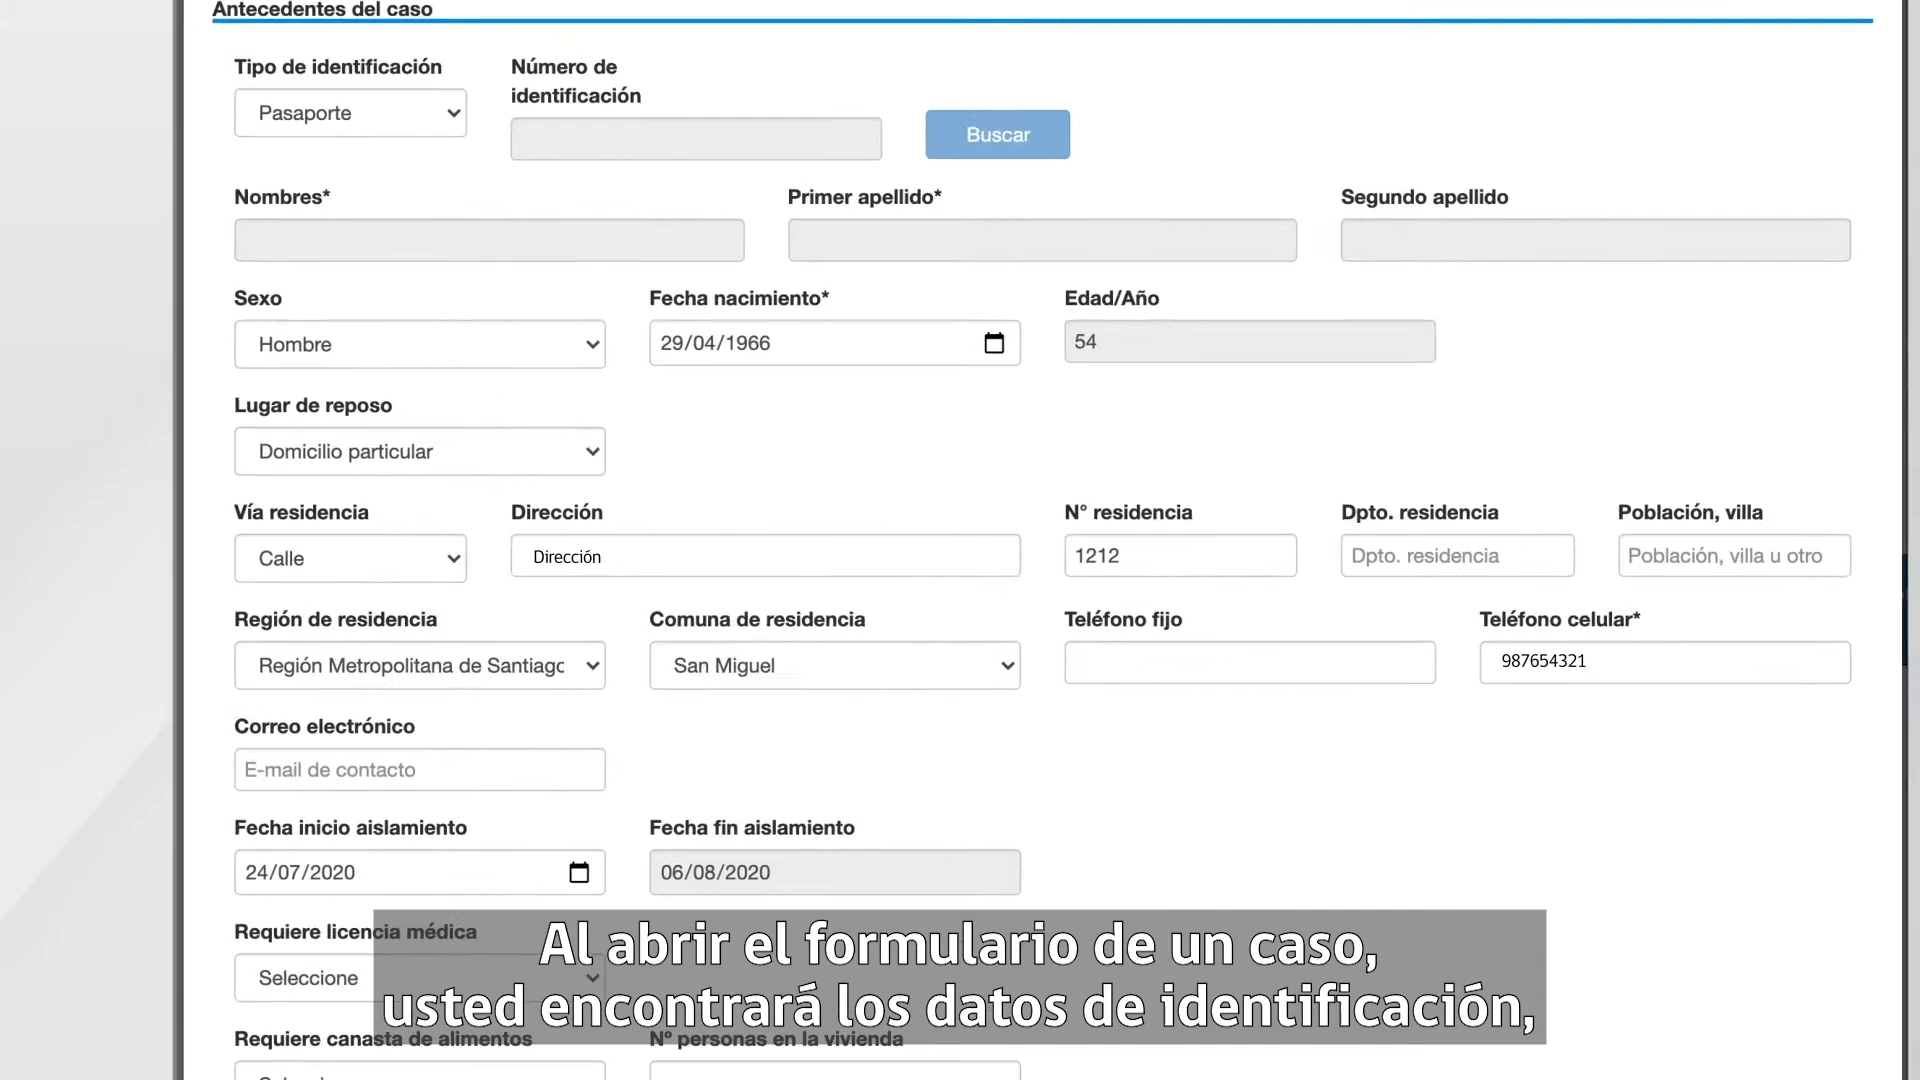 Antecedentes del caso
Tipo de identificación
Número de
identificación
Pasaporte
Buscar
Nombres*
Primer apellido*
Segundo apellido
Sexo
Fecha nacimiento*
Edad/Año
Hombre
29/04/1966
54
Lugar de reposo
Domicilio particular
Vía residencia
Dirección
N° residencia
Dpto. residencia
Población, villa
Calle
Dirección
1212
Dpto. residencia
Población, villa u otro
Región de residencia
Comuna de residencia
Teléfono fijo
Teléfono celular*
Región Metropolitana de Santiago
San Miguel
987654321
Correo electrónico
E-mail de contacto
Fecha inicio aislamiento
Fecha fin aislamiento
24/07/2020
06/08/2020
Requiere licencia médica
Seleccione
Al abrir el formulario de un caso,
usted encontrará los datos de identificación,
Requiere canasta de alimentos
Nº personas en la vivienda